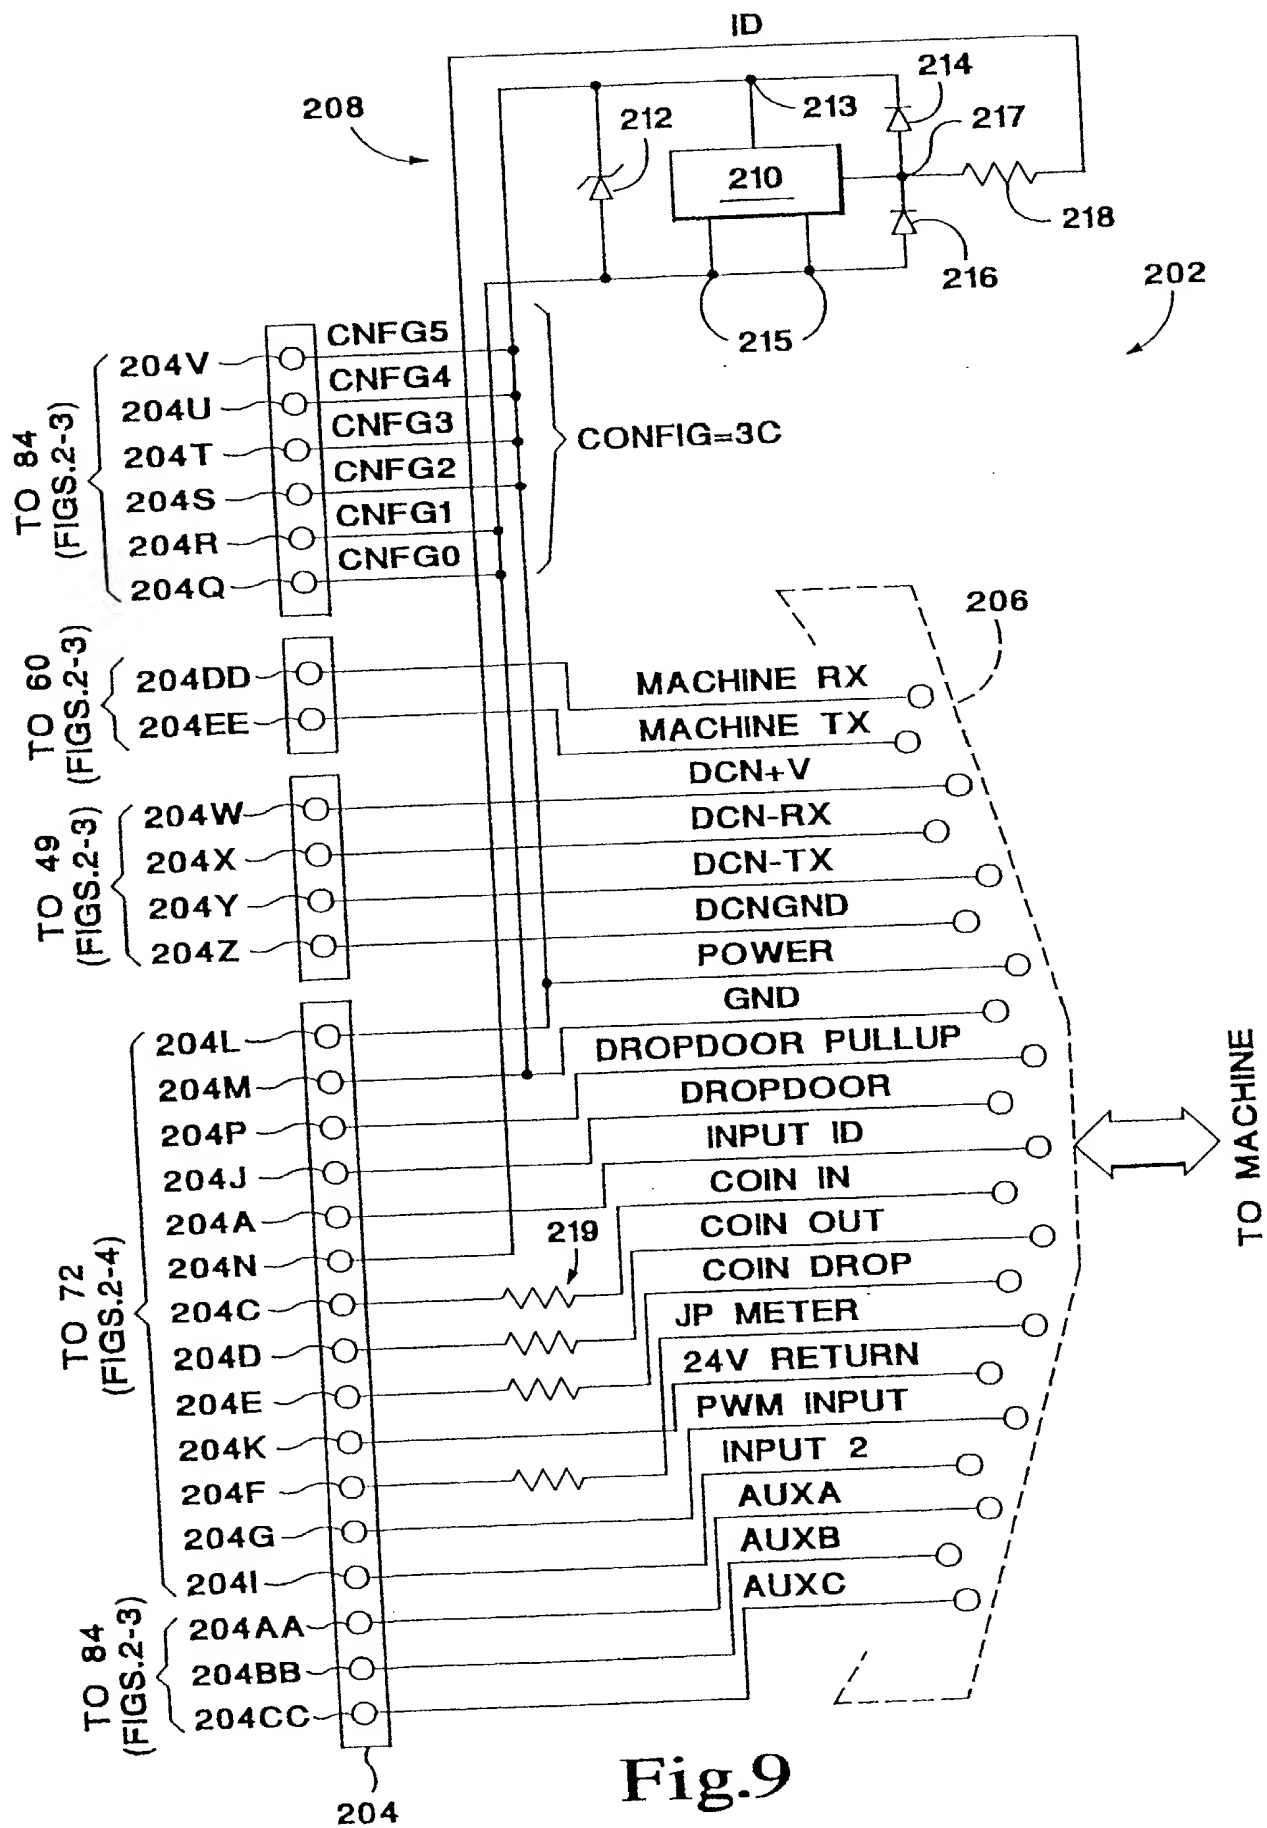 ID
208
212
213
214
217
210
218
216
215
202
CNFG5
204V
CNFG4
204U
CNFG3
204T
CNFG2
204S
CNFG1
204R
CNFG0
204Q
TO 84
(FIGS.2-3)
CONFIG=3C
206
TO 60
(FIGS.2-3)
204DD
204EE
MACHINE RX
MACHINE TX
TO 49
(FIGS.2-3)
204W
204X
204Y
204Z
DCN+V
DCN-RX
DCN-TX
DCNGND
POWER
GND
DROPDOOR PULLUP
DROPDOOR
INPUT ID
COIN IN
COIN OUT
COIN DROP
JP METER
24V RETURN
PWM INPUT
INPUT 2
AUXA
AUXB
AUXC
TO 72
(FIGS.2-4)
204L
204M
204P
204J
204A
204N
204C
204D
204E
204K
204F
204G
204I
219
TO 84
(FIGS.2-3)
204AA
204BB
204CC
204
TO MACHINE
Fig.9